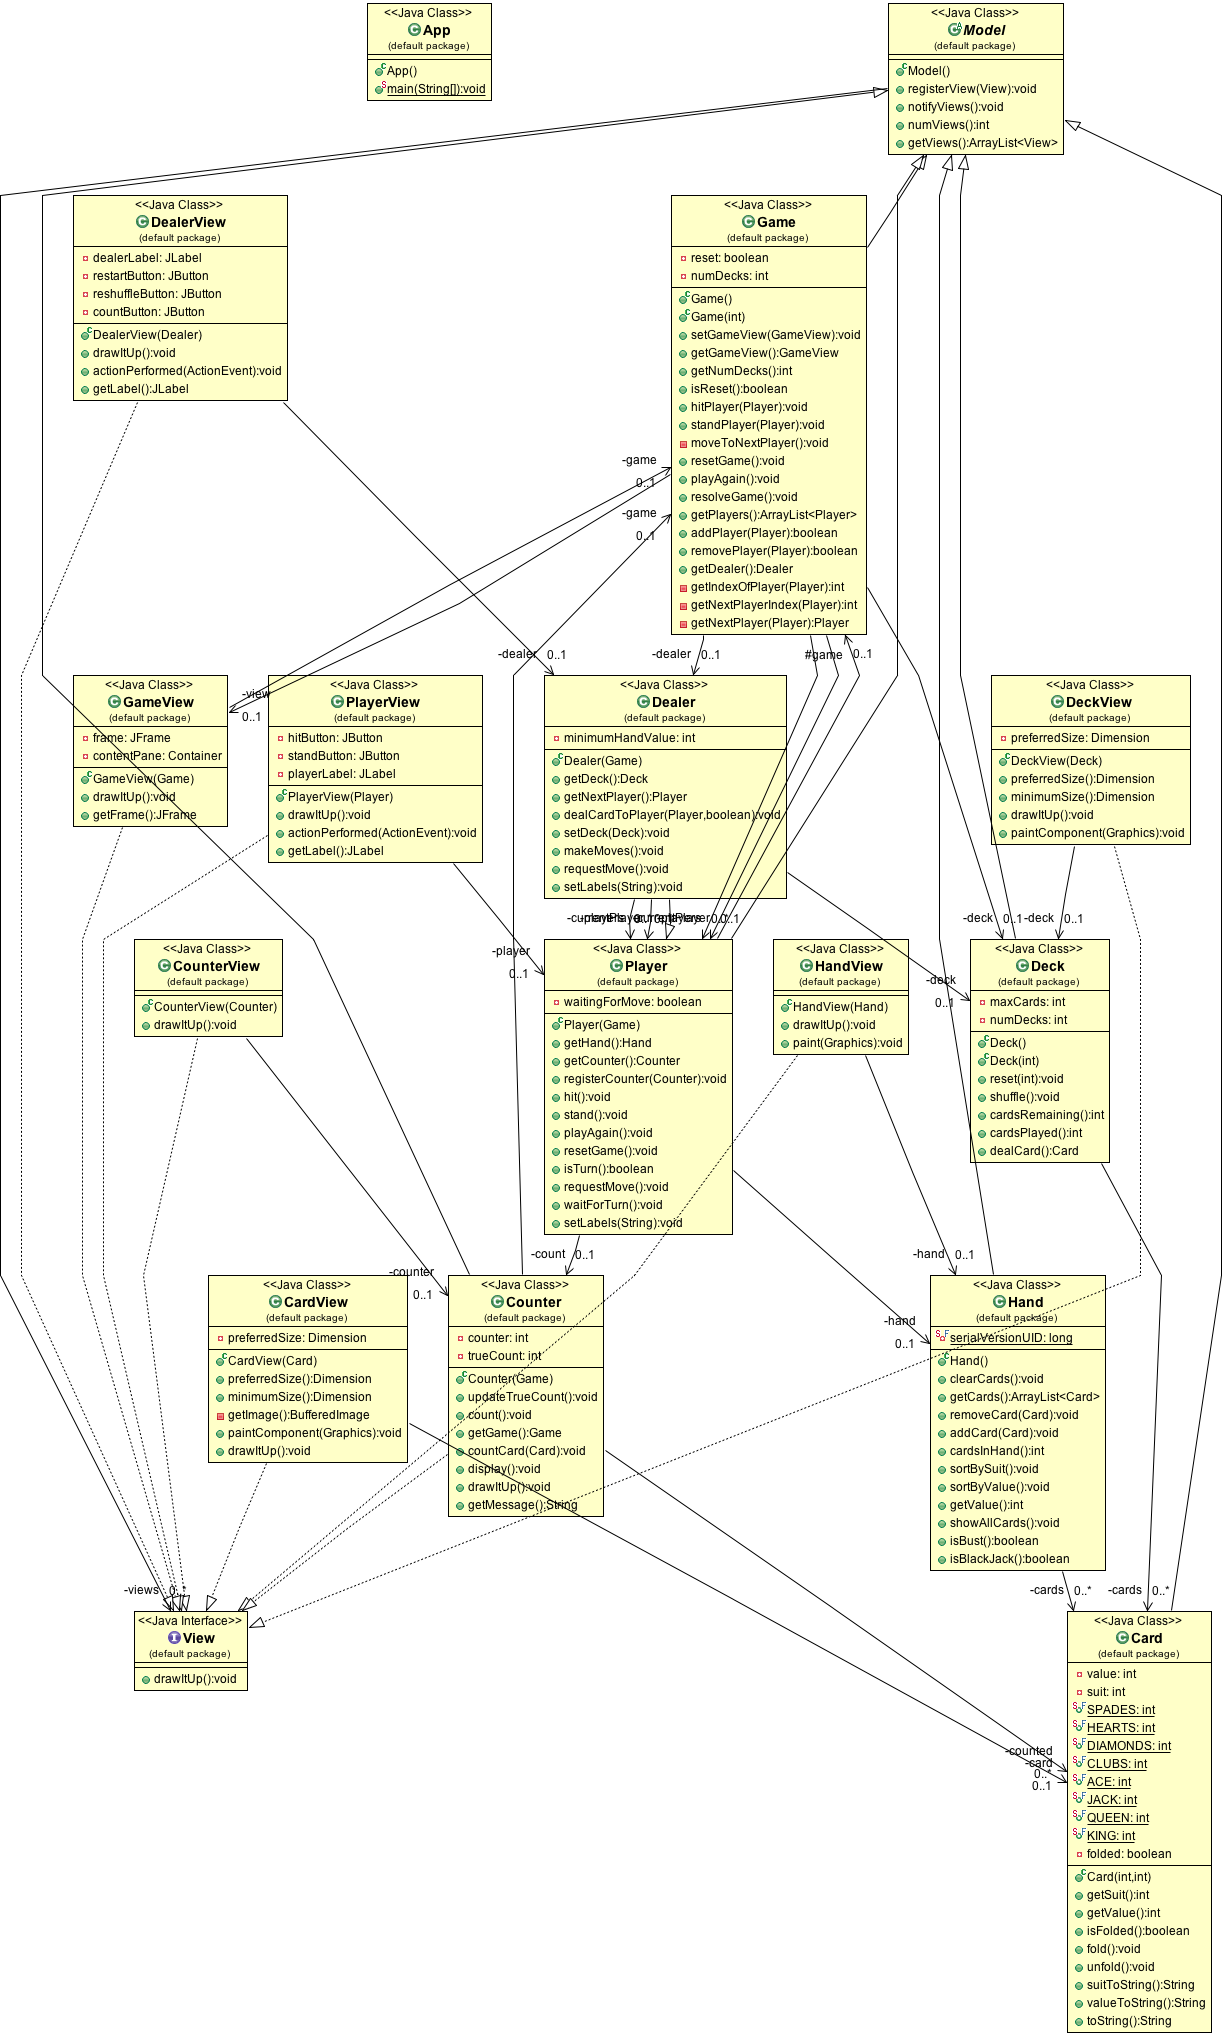 <<Java Class>>
App
(default package)
App()
main(String[]):void
<<Java Class>>
Model
(default package)
Model()
registerView(View):void
notifyViews():void
numViews():int
getViews():ArrayList<View>
<<Java Class>>
DealerView
(default package)
dealerLabel: JLabel
restartButton: JButton
reshuffleButton: JButton
countButton: JButton
DealerView(Dealer)
drawItUp():void
actionPerformed(ActionEvent):void
getLabel():JLabel
<<Java Class>>
Game
(default package)
reset: boolean
numDecks: int
Game()
Game(int)
setGameView(GameView):void
getGameView():GameView
getNumDecks():int
isReset():boolean
hitPlayer(Player):void
standPlayer(Player):void
moveToNextPlayer():void
resetGame():void
playAgain():void
resolveGame():void
getPlayers():ArrayList<Player>
addPlayer(Player):boolean
removePlayer(Player):boolean
getDealer():Dealer
getIndexOfPlayer(Player):int
getNextPlayerIndex(Player):int
getNextPlayer(Player):Player
-game
0..1
-game
0..1
-dealer 0..1
-dealer 0..1
#game 0..1
-view
0..1
<<Java Class>>
GameView
(default package)
frame: JFrame
contentPane: Container
GameView(Game)
drawItUp():void
getFrame():JFrame
<<Java Class>>
PlayerView
(default package)
hitButton: JButton
standButton: JButton
playerLabel: JLabel
PlayerView(Player)
drawItUp():void
actionPerformed(ActionEvent):void
getLabel():JLabel
<<Java Class>>
Dealer
(default package)
minimumHandValue: int
Dealer(Game)
getDeck():Deck
getNextPlayer():Player
dealCardToPlayer(Player,boolean):void
setDeck(Deck):void
makeMoves():void
requestMove():void
setLabels(String):void
<<Java Class>>
DeckView
(default package)
preferredSize: Dimension
DeckView(Deck)
preferredSize():Dimension
minimumSize():Dimension
drawItUp():void
paintComponent(Graphics):void
-deck 0..1
-deck 0..1
-player
0..1
-deck
0..1
<<Java Class>>
CounterView
(default package)
CounterView(Counter)
drawItUp():void
<<Java Class>>
Player
(default package)
waitingForMove: boolean
Player(Game)
getHand():Hand
getCounter():Counter
registerCounter(Counter):void
hit():void
stand():void
playAgain():void
resetGame():void
isTurn():boolean
requestMove():void
waitForTurn():void
setLabels(String):void
<<Java Class>>
HandView
(default package)
HandView(Hand)
drawItUp():void
paint(Graphics):void
<<Java Class>>
Deck
(default package)
maxCards: int
numDecks: int
Deck()
Deck(int)
reset(int):void
shuffle():void
cardsRemaining():int
cardsPlayed():int
dealCard():Card
-count 0..1
-hand 0..1
-counter
0..1
-hand
0..1
<<Java Class>>
CardView
(default package)
preferredSize: Dimension
CardView(Card)
preferredSize():Dimension
minimumSize():Dimension
getImage():BufferedImage
paintComponent(Graphics):void
drawItUp():void
<<Java Class>>
Counter
(default package)
counter: int
trueCount: int
Counter(Game)
updateTrueCount():void
count():void
getGame():Game
countCard(Card):void
display():void
drawItUp():void
getMessage():String
<<Java Class>>
Hand
(default package)
serialVersionUID: long
Hand()
clearCards():void
getCards():ArrayList<Card>
removeCard(Card):void
addCard(Card):void
cardsInHand():int
sortBySuit():void
sortByValue():void
getValue():int
showAllCards():void
isBust():boolean
isBlackJack():boolean
-views 0..*
-cards 0..*
-cards 0..*
<<Java Interface>>
View
(default package)
drawItUp():void
-counted
-card
0..*
0..1
<<Java Class>>
Card
(default package)
value: int
suit: int
SPADES: int
HEARTS: int
DIAMONDS: int
CLUBS: int
ACE: int
JACK: int
QUEEN: int
KING: int
folded: boolean
Card(int,int)
getSuit():int
getValue():int
isFolded():boolean
fold():void
unfold():void
suitToString():String
valueToString():String
toString():String